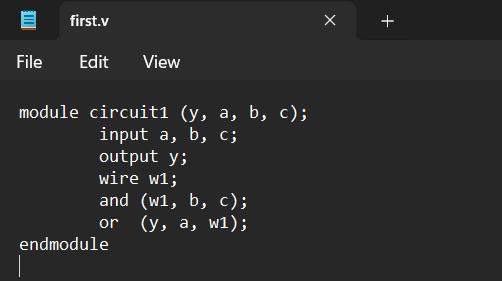 first.v
File Edit View
module circuit1 (y, a, b, c);
        input a, b, c;
        output y;
        wire w1;
        and (w1, b, c);
        or  (y, a, w1);
endmodule